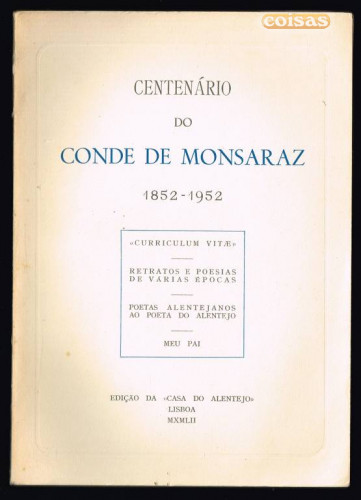 coisas
CENTENÁRIO
DO
CONDE DE MONSARAZ
1852-1952
«CURRICULUM VITÆ»
RETRATOS E POESIAS
DE VÁRIAS ÉPOCAS
POETAS ALENTEJANOS
AO POETA DO ALENTEJO
MEU PAI
EDIÇÃO DA «CASA DO ALENTEJO»
LISBOA
MXMLII